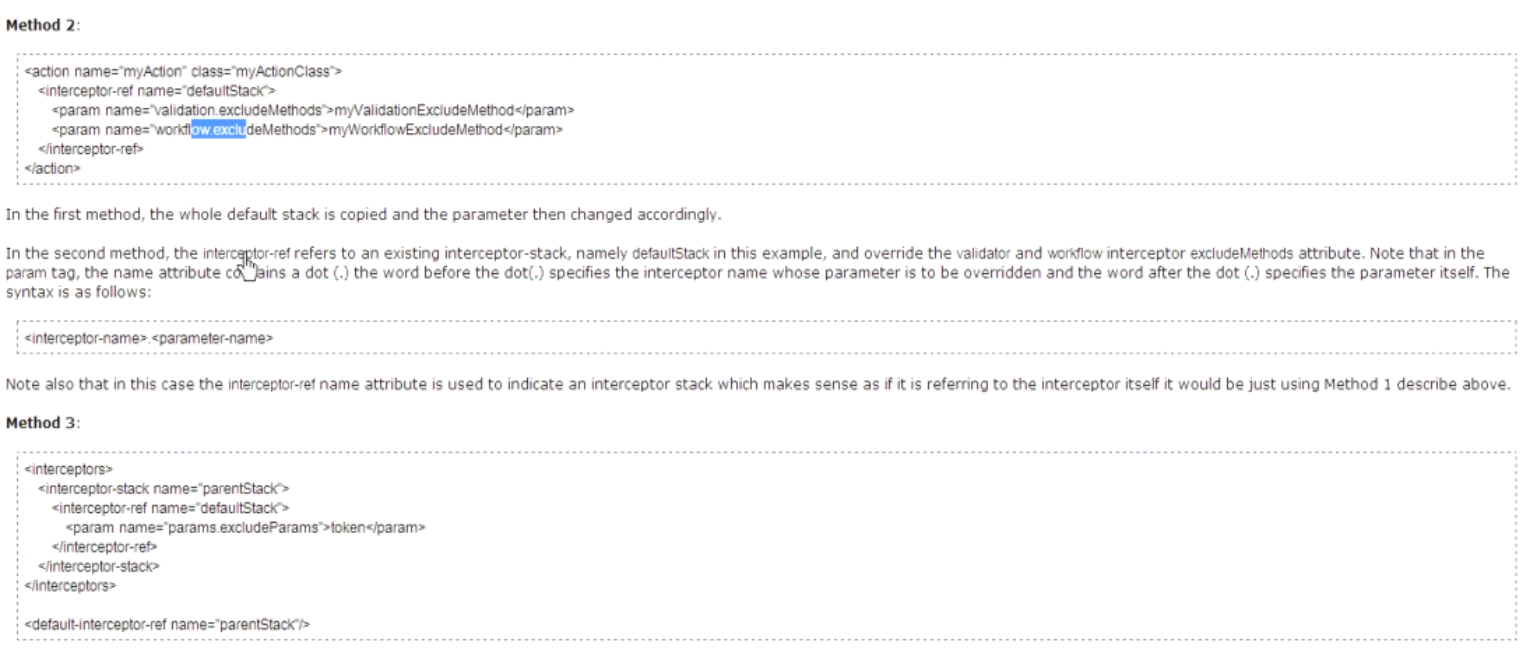 Method 2:
<action name="myAction" class="myActionClass">
<interceptor-ref name="defaultStack">
<param name="validation.excludeMethods">myValidationExcludeMethod</param>
<param name="workflow.excludeMethods">myWorkflowExcludeMethod</param>
</interceptor-ref>
</action>
In the first method, the whole default stack is copied and the parameter then changed accordingly.
In the second method, the interceptor-ref refers to an existing interceptor-stack, namely defaultStack in this example, and override the validator and workflow interceptor excludeMethods attribute. Note that in the
param tag, the name attribute contains a dot (.) the word before the dot(.) specifies the interceptor name whose parameter is to be overridden and the word after the dot (.) specifies the parameter itself. The
syntax is as follows:
<interceptor-name>.<parameter-name>
Note also that in this case the interceptor-ref name attribute is used to indicate an interceptor stack which makes sense as if it is referring to the interceptor itself it would be just using Method 1 describe above.
Method 3:
<interceptors>
<interceptor-stack name="parentStack">
<interceptor-ref name="defaultStack">
<param name="params.excludeParams">token</param>
</interceptor-ref>
</interceptor-stack>
</interceptors>
<default-interceptor-ref name="parentStack"/>